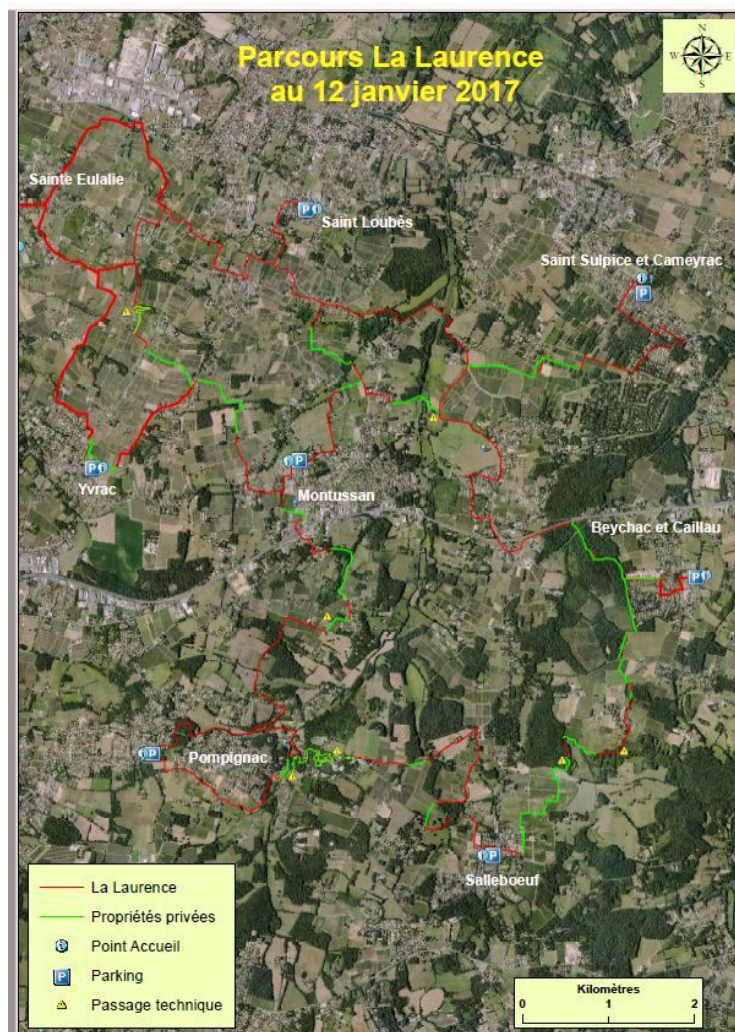 Parcours La Laurence
au 12 janvier 2017
N
W
E
S
Sainte Eulalie
P
Saint Loubès
Saint Sulpice et Cameyrac
P
P
Yvrac
P
Montussan
Beychac et Caillau
P
P
Pompignac
P
Salleboeuf
La Laurence
Propriétés privées
Point Accueil
P Parking
Passage technique
Kilomètres
0 1 2